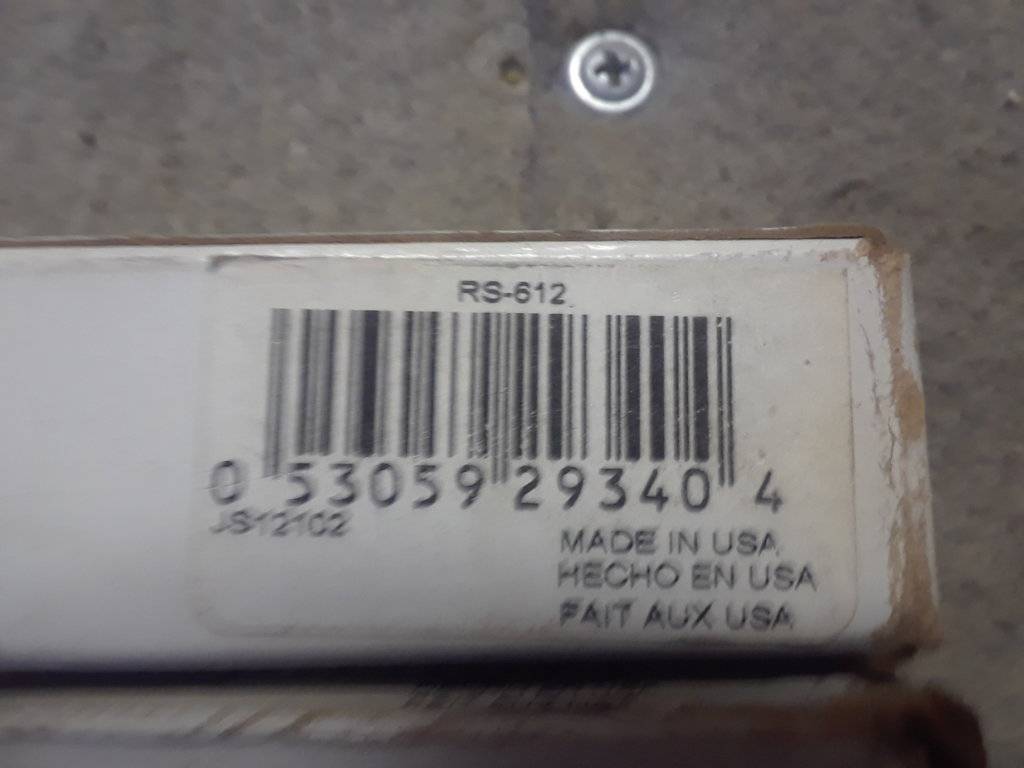 RS-612
0 53059 29340 4
JS12102
MADE IN USA
HECHO EN USA
FAIT AUX USA